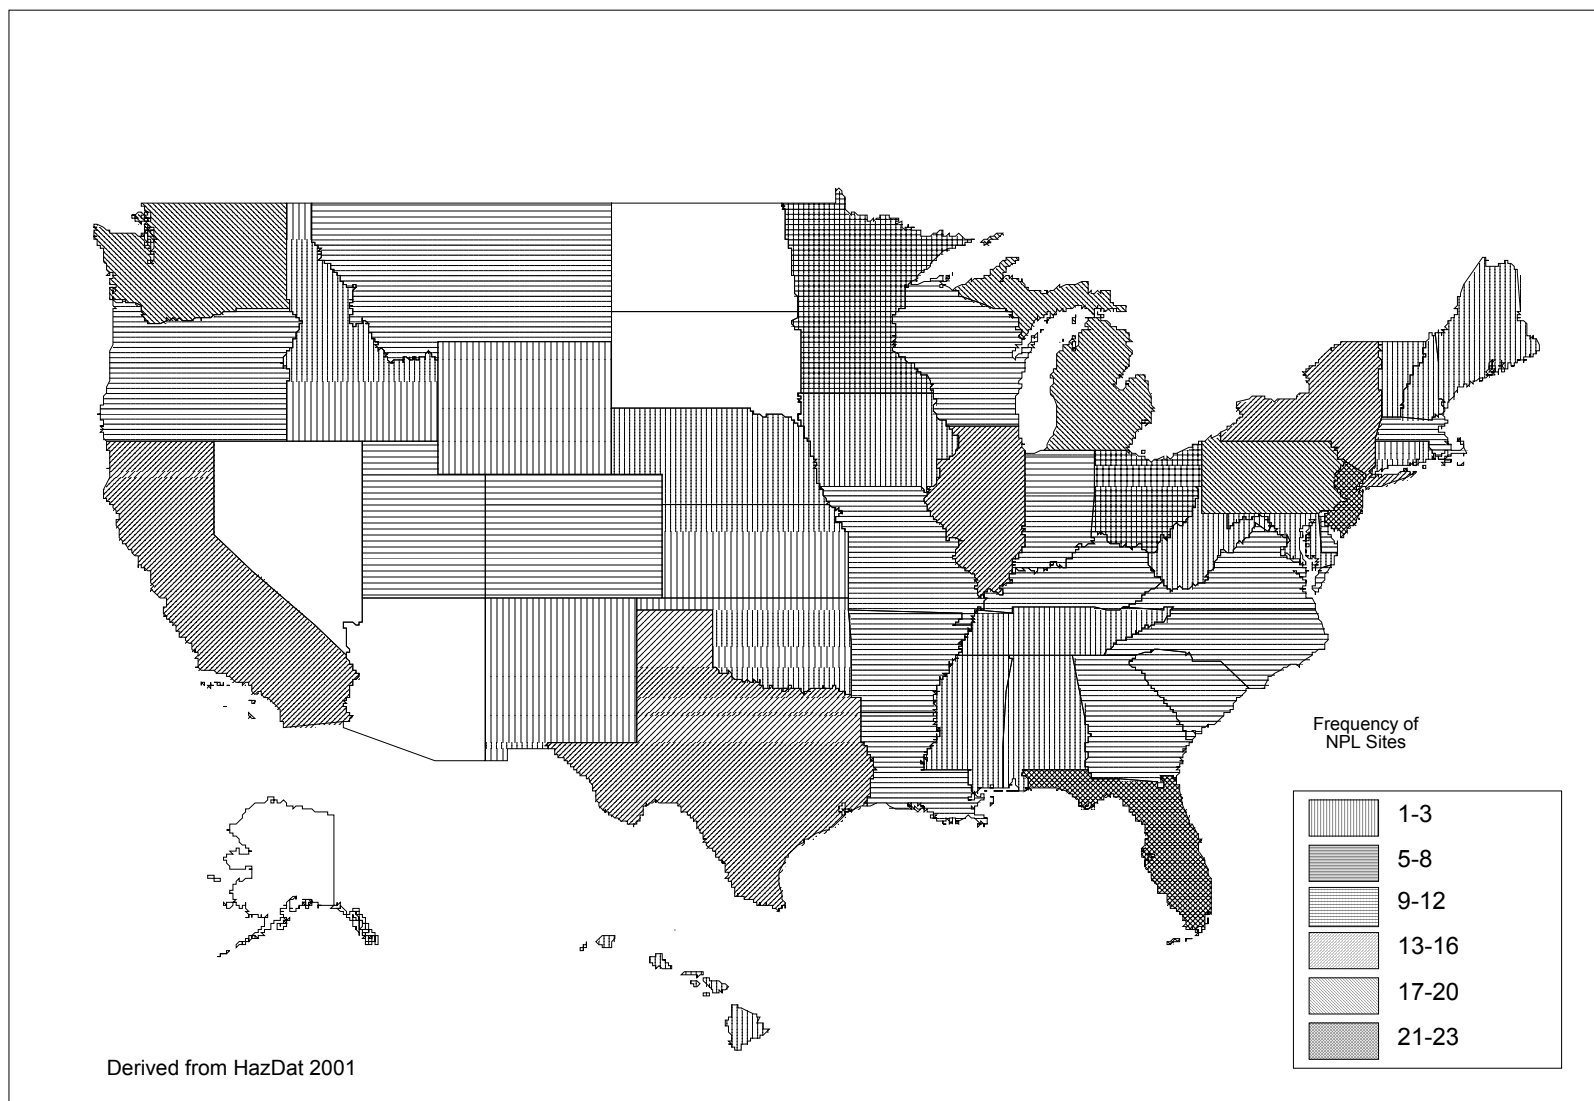 Frequency of
NPL Sites
1-3
5-8
9-12
13-16
17-20
21-23
Derived from HazDat 2001